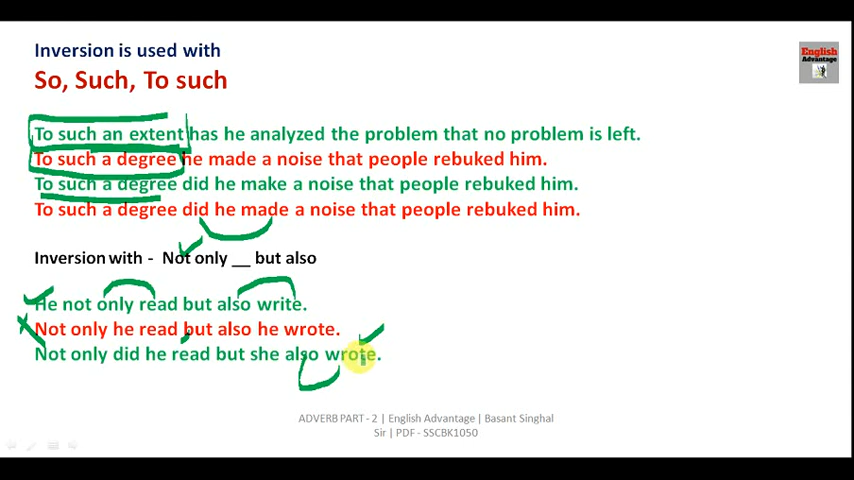 Inversion is used with
So, Such, To such
English
Advantage
To such an extent has he analyzed the problem that no problem is left.
To such a degree he made a noise that people rebuked him.
To such a degree did he make a noise that people rebuked him.
To such a degree did he made a noise that people rebuked him.
Inversion with - Not only __ but also
He not only read but also write.
Not only he read but also he wrote.
Not only did he read but she also wrote.
ADVERB PART - 2 | English Advantage | Basant Singhal
Sir | PDF - SSCBK1050